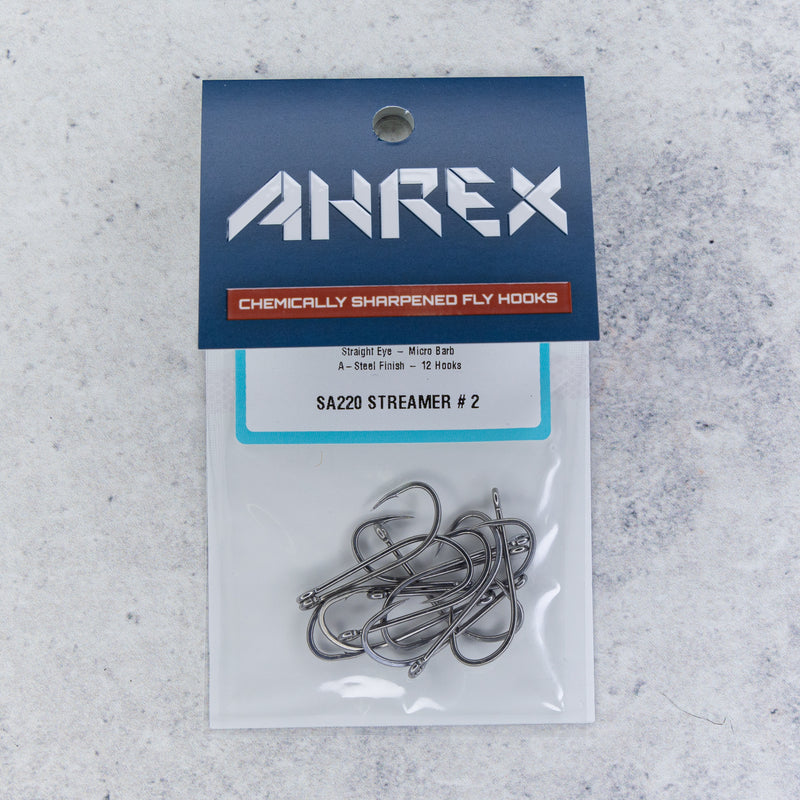 AHREX
CHEMICALLY SHARPENED FLY HOOKS
Straight Eye – Micro Barb
A – Steel Finish – 12 Hooks
SA220 STREAMER # 2